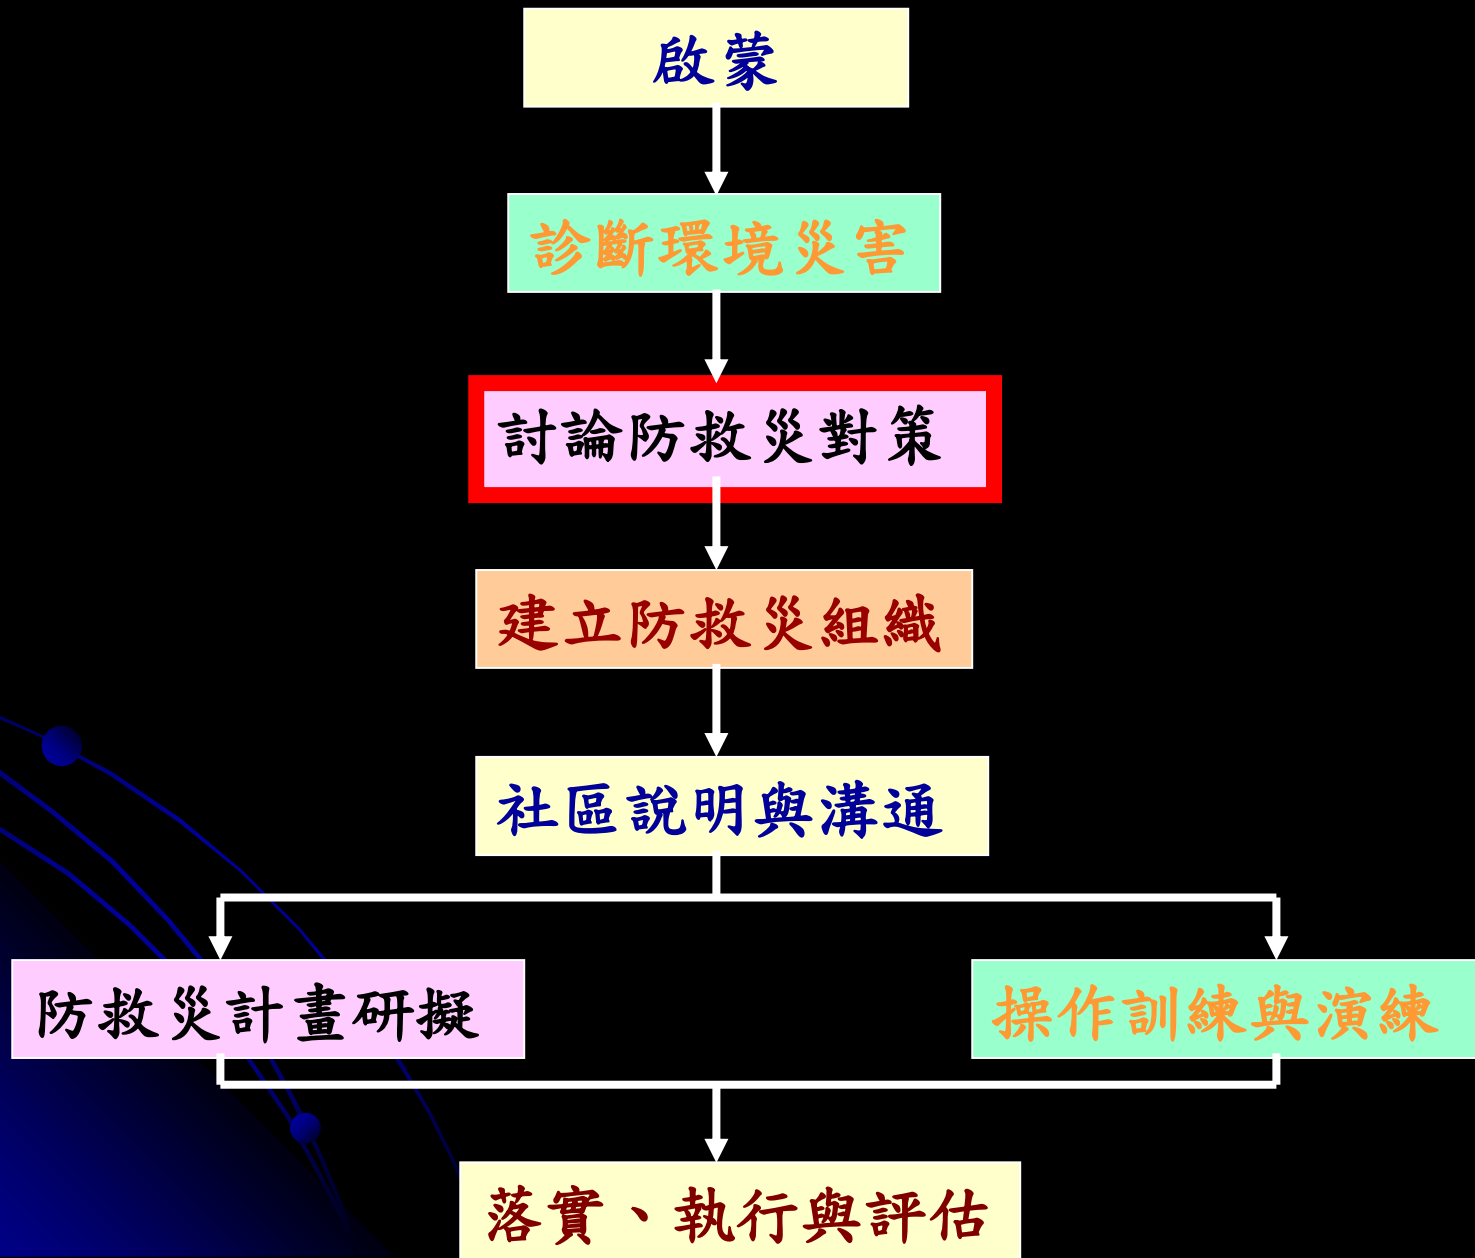 啟蒙
診斷環境災害
討論防救災對策
建立防救災組織
社區說明與溝通
防救災計畫研擬
操作訓練與演練
落實、執行與評估